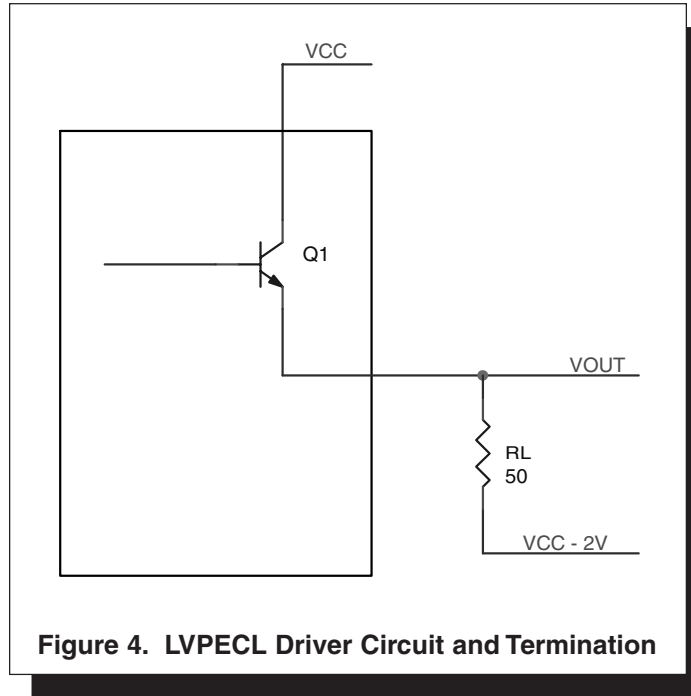 VCC
Q1
VOUT
RL
50
VCC - 2V
Figure 4. LVPECL Driver Circuit and Termination